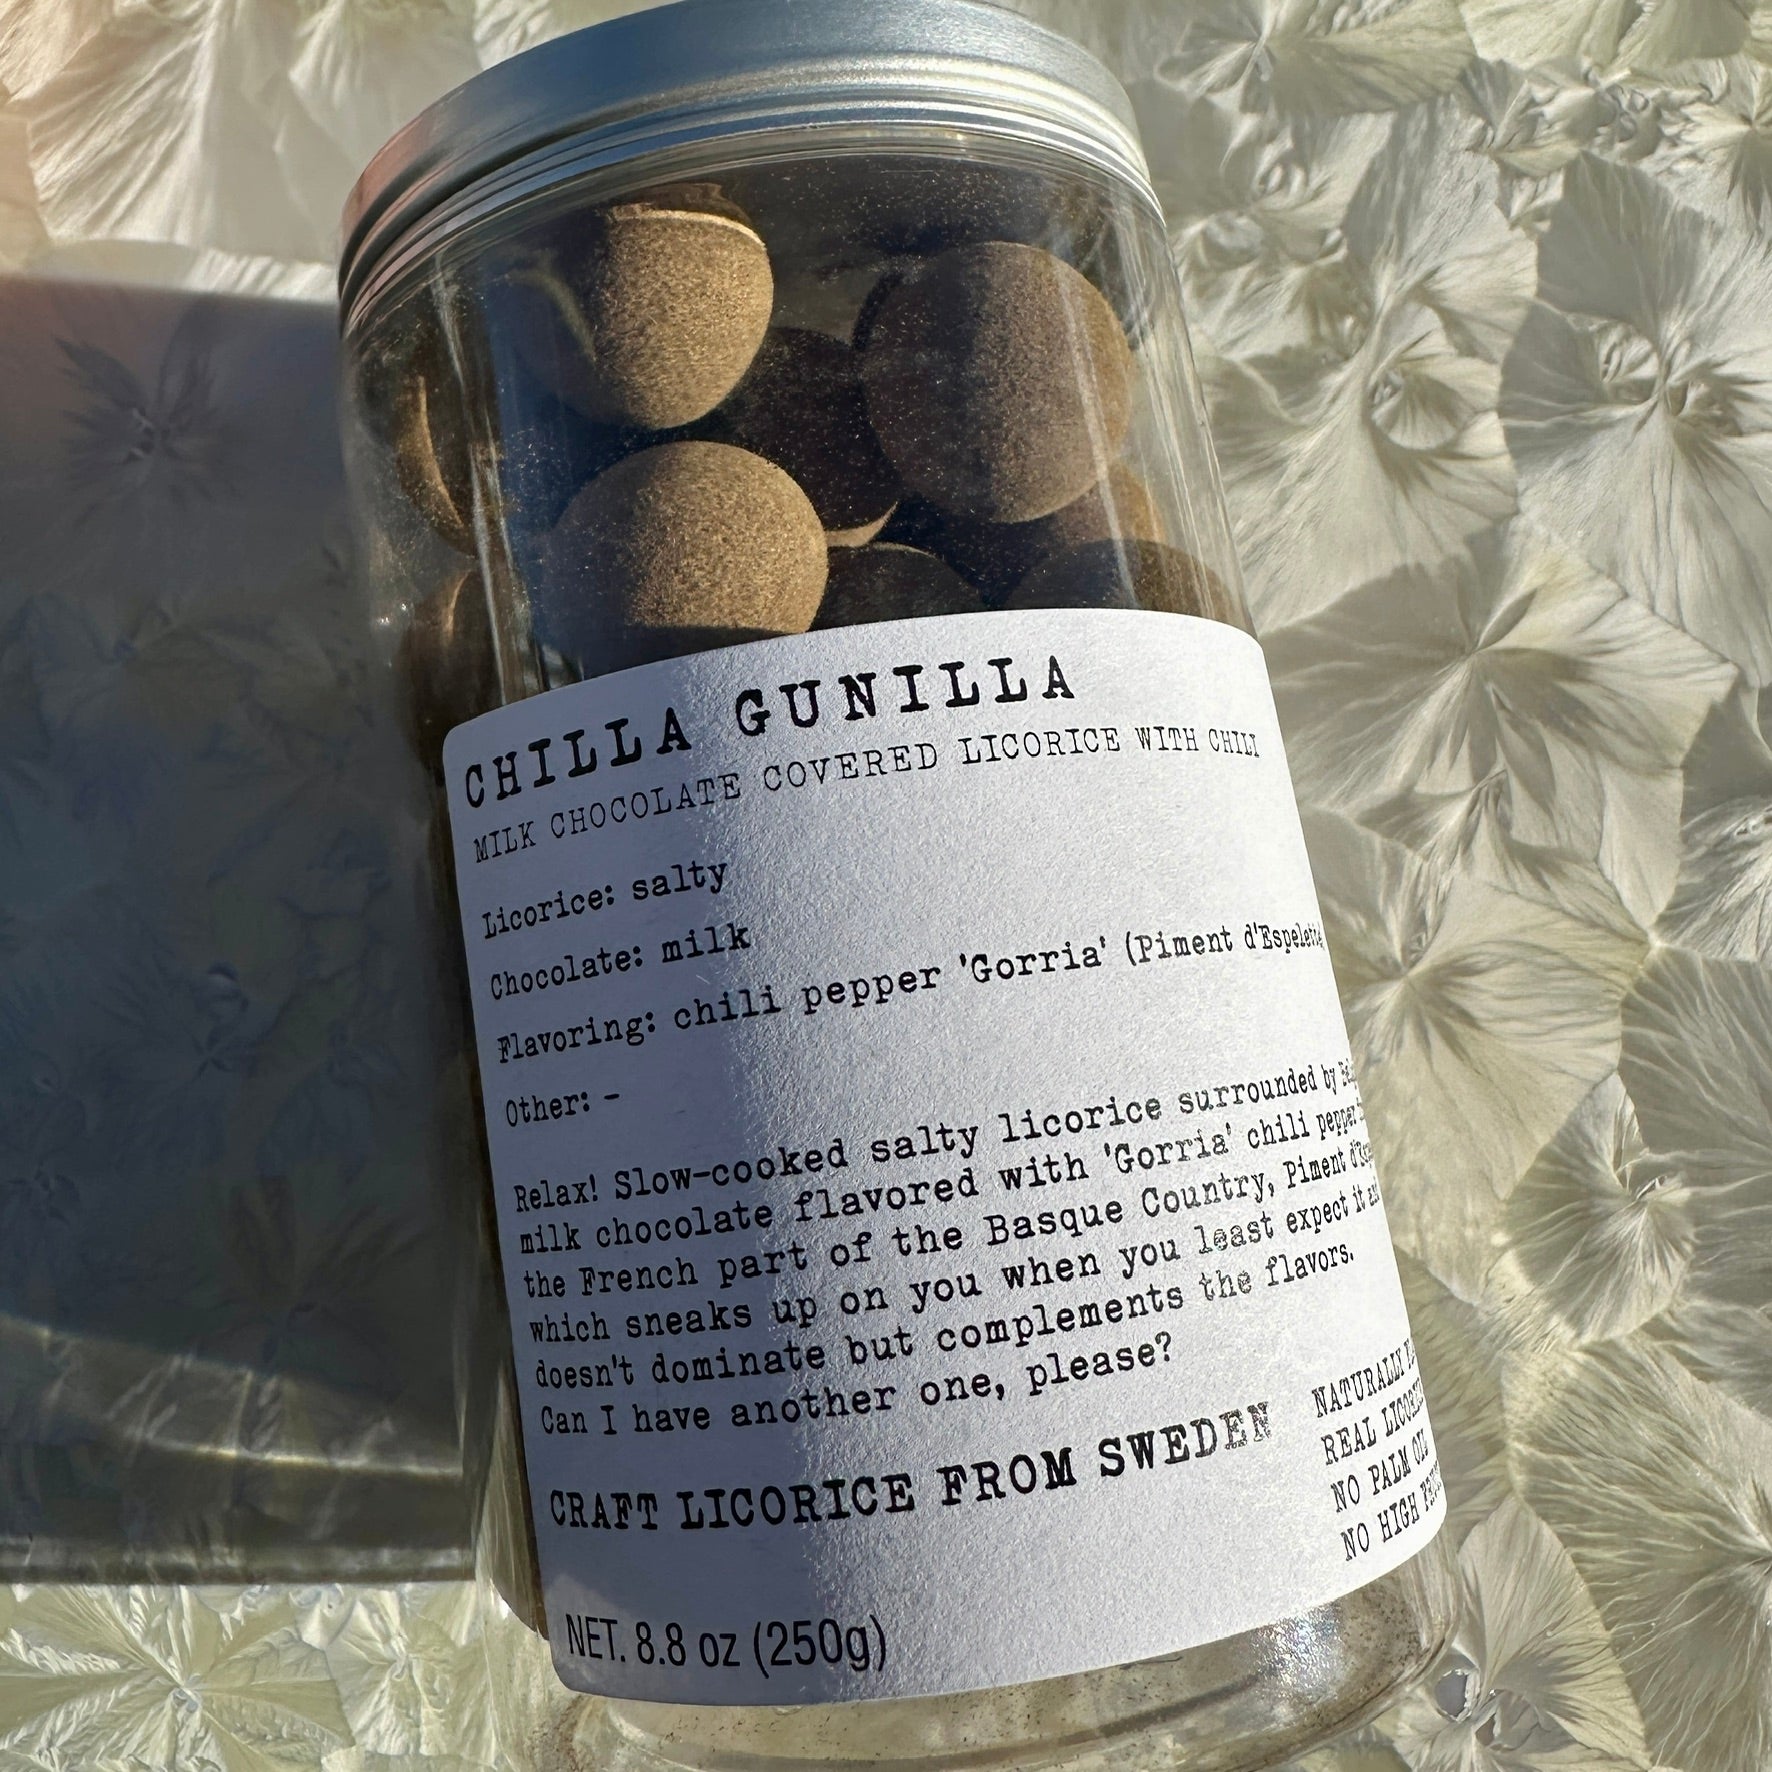 CHILLA GUNILLA
MILK CHOCOLATE COVERED LICORICE WITH CHILI
Licorice: salty
Chocolate: milk
Flavoring: chili pepper 'Gorria' (Piment d'Espelette
Other: -
Relax! Slow-cooked salty licorice surrounded by
milk chocolate flavored with 'Gorria' chili pepper
the French part of the Basque Country, Piment
which sneaks up on you when you least expect it
doesn't dominate but complements the flavors.
Can I have another one, please?
CRAFT LICORICE FROM SWEDEN
NATURALLY
REAL LICORICE
NO PALM OIL
NO HIGH
NET. 8.8 oz (250g)